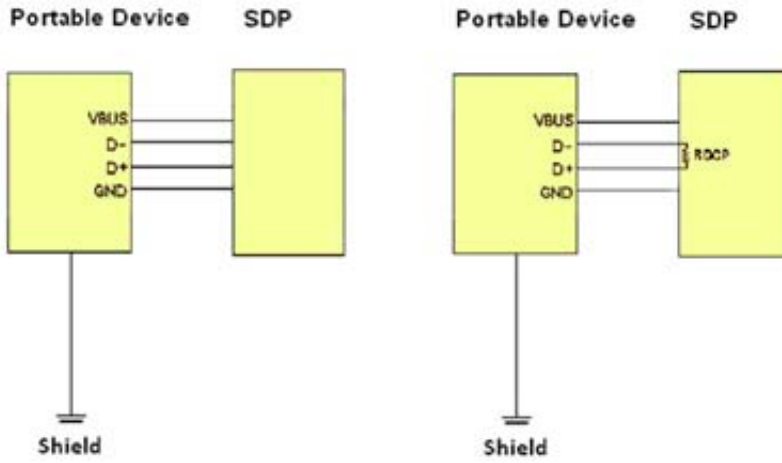 Portable Device SDP
VBUS
D-
D+
GND
Shield
Portable Device SDP
VBUS
D-
D+
GND
RDCP
Shield